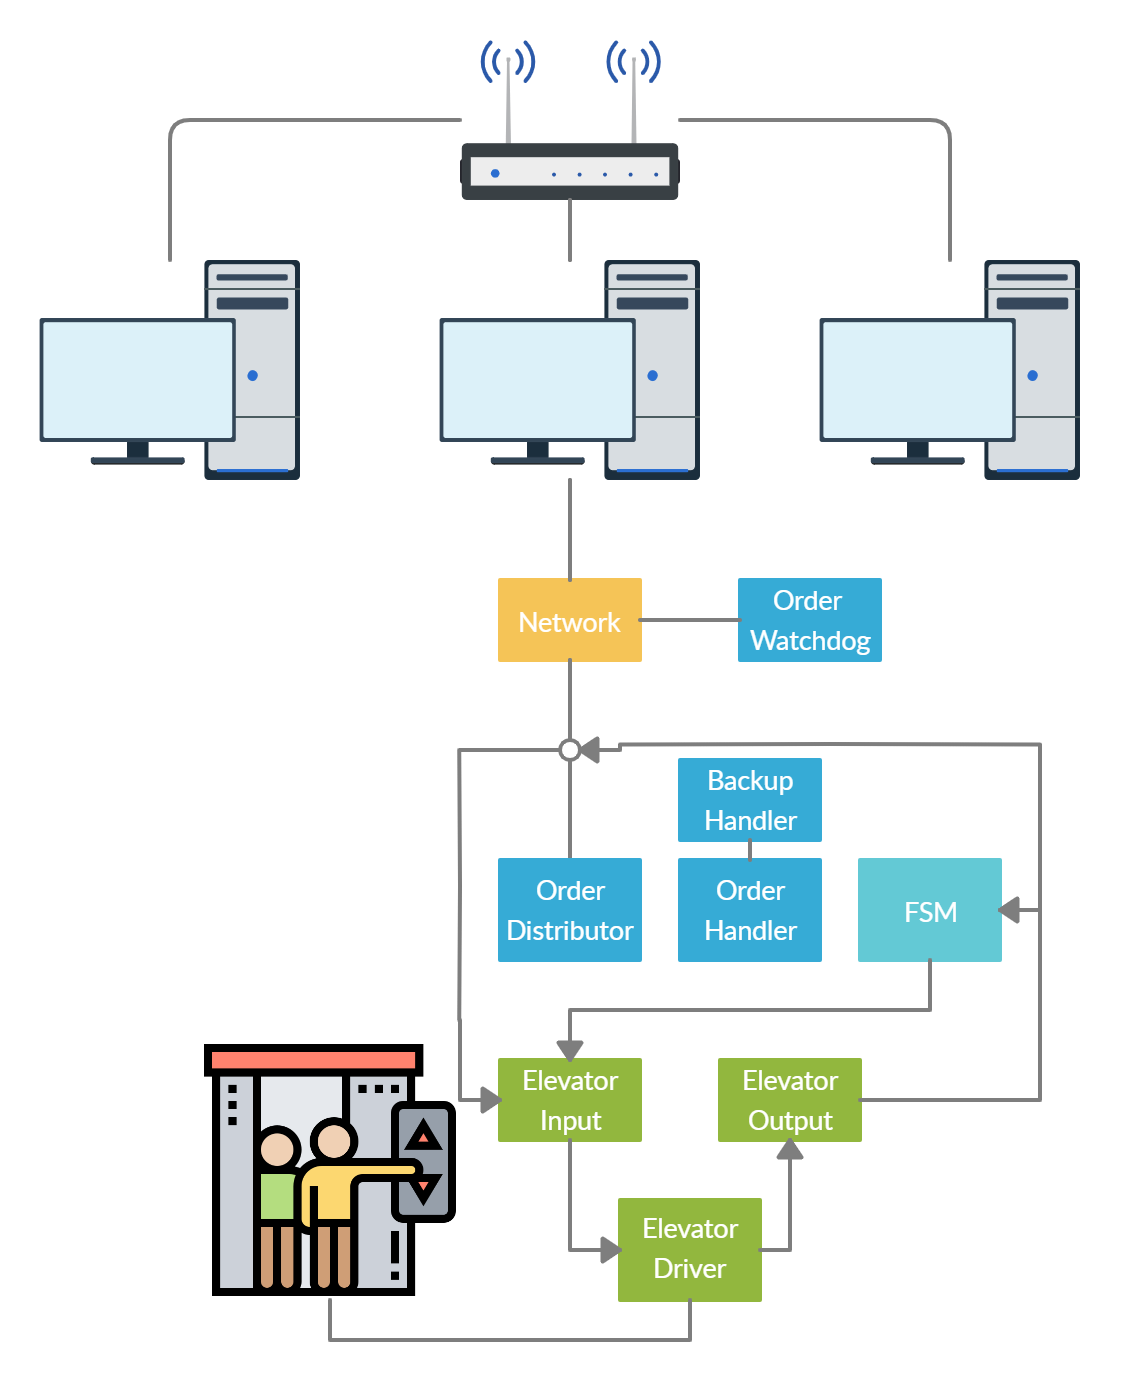 Network
Order
Watchdog
Backup
Handler
Order
Distributor
Order
Handler
FSM
Elevator
Input
Elevator
Output
Elevator
Driver